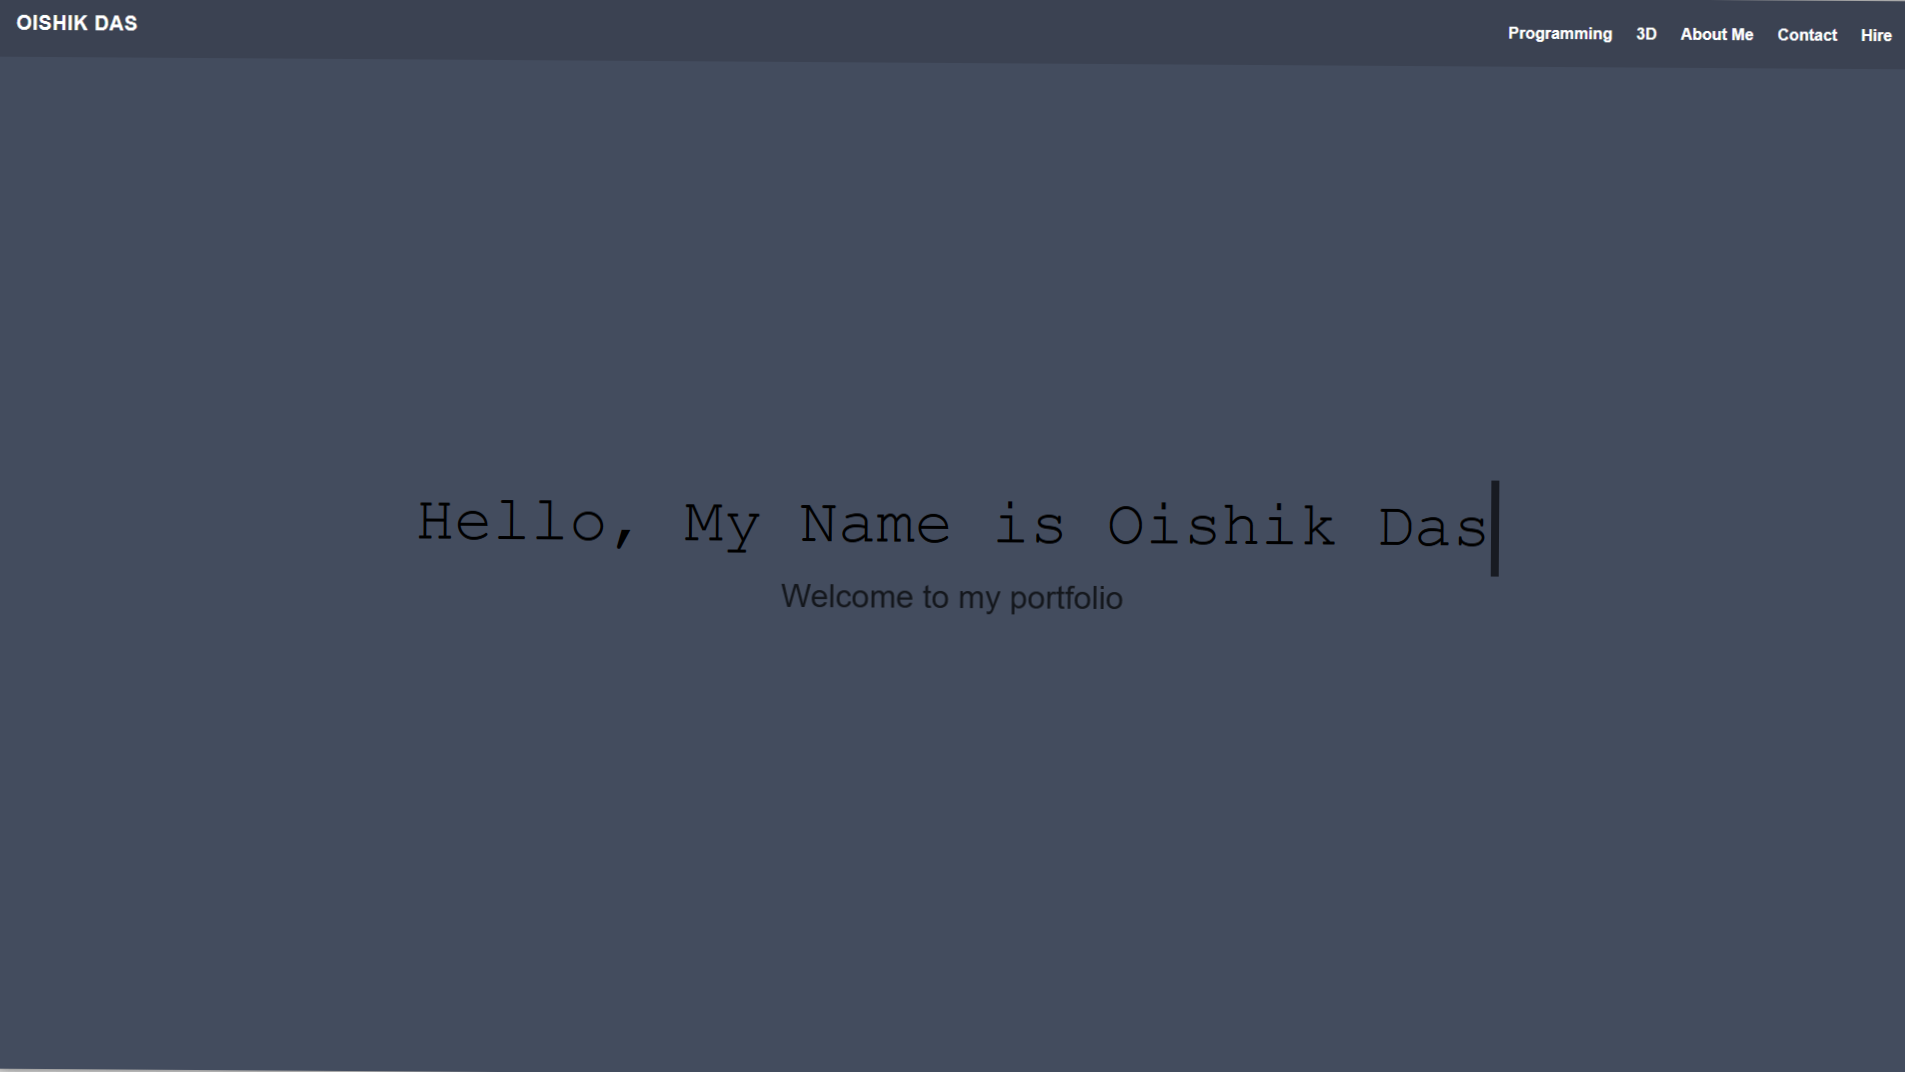 OISHIK DAS
Programming 3D About Me Contact Hire
Hello, My Name is Oishik Das
Welcome to my portfolio